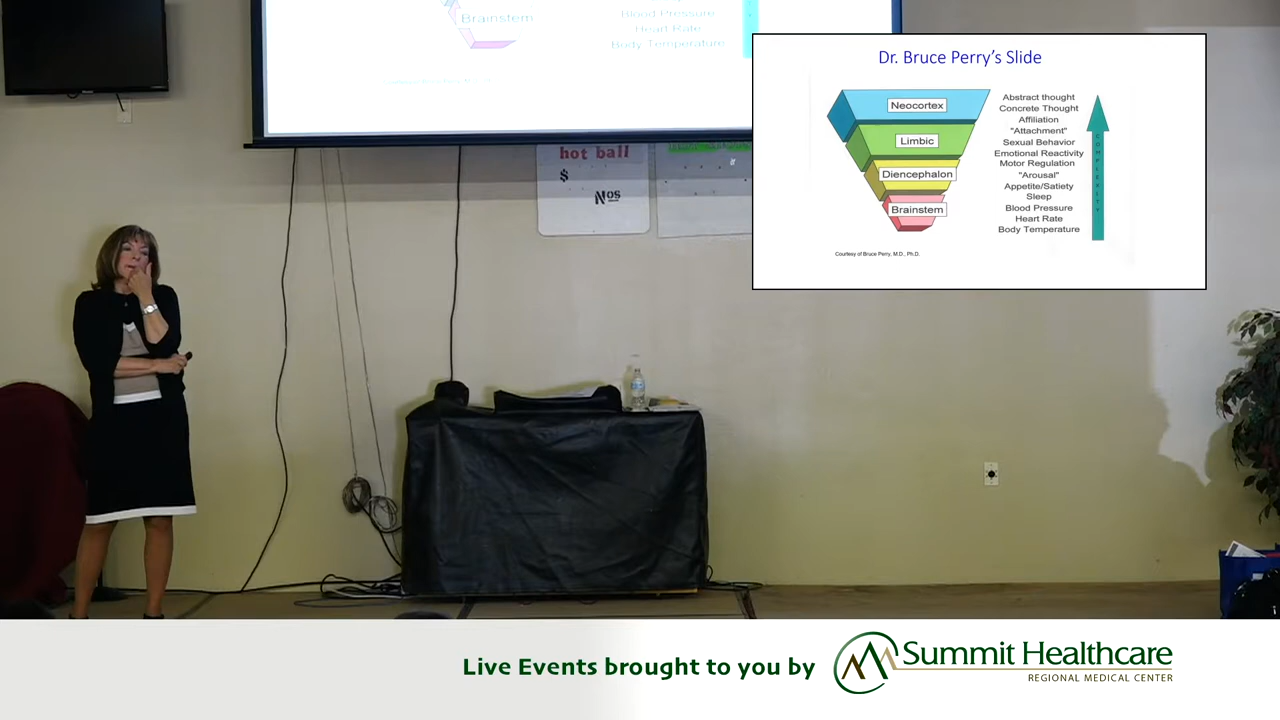 Brainstem
Blood Pressure
Heart Rate
Body Temperature
hot ball
$
Nos
Dr. Bruce Perry's Slide
Neocortex
Limbic
Diencephalon
Brainstem
Abstract thought
Concrete Thought
Affiliation
"Attachment"
Sexual Behavior
Emotional Reactivity
Motor Regulation
"Arousal"
Appetite/Satiety
Sleep
Blood Pressure
Heart Rate
Body Temperature
COMPLEXITY
Courtesy of Bruce Perry, M.D., Ph.D.
Live Events brought to you by
Summit Healthcare
REGIONAL MEDICAL CENTER